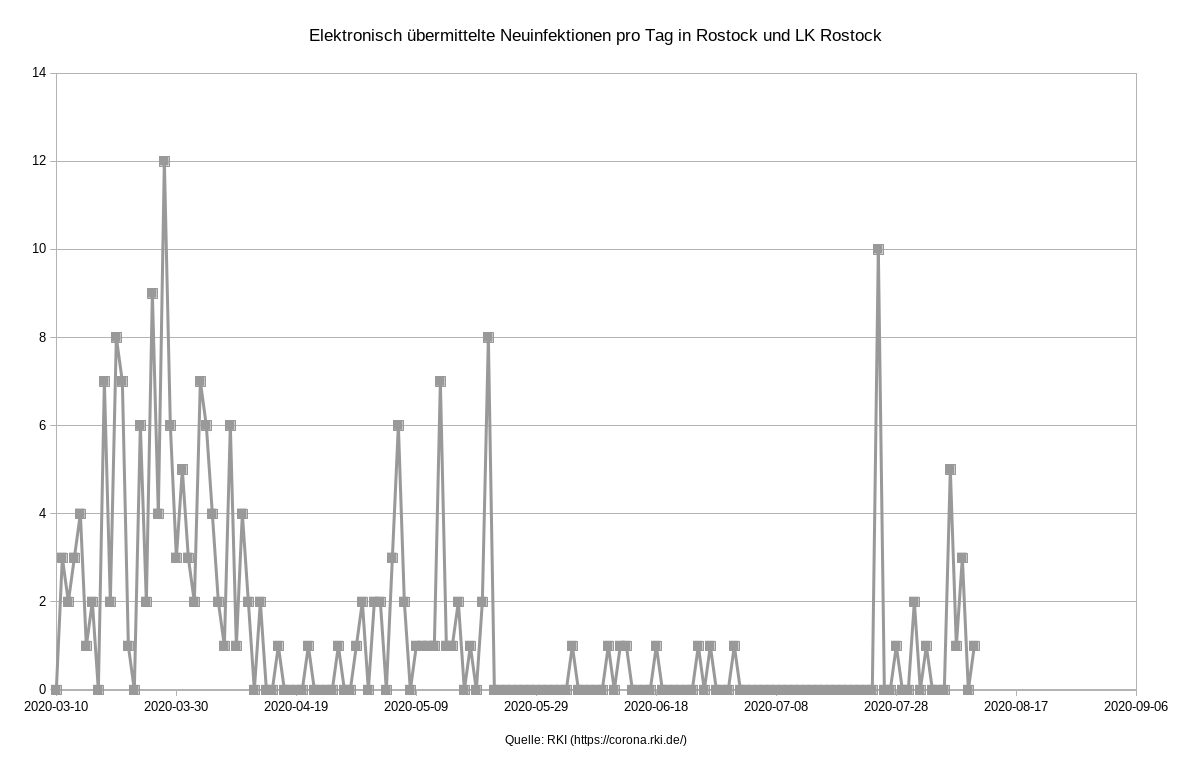 Elektronisch übermittelte Neuinfektionen pro Tag in Rostock und LK Rostock
14
12
10
8
6
4
2
0
2020-03-10 2020-03-30 2020-04-19 2020-05-09 2020-05-29 2020-06-18 2020-07-08 2020-07-28 2020-08-17 2020-09-06
Quelle: RKI (https://corona.rki.de/)